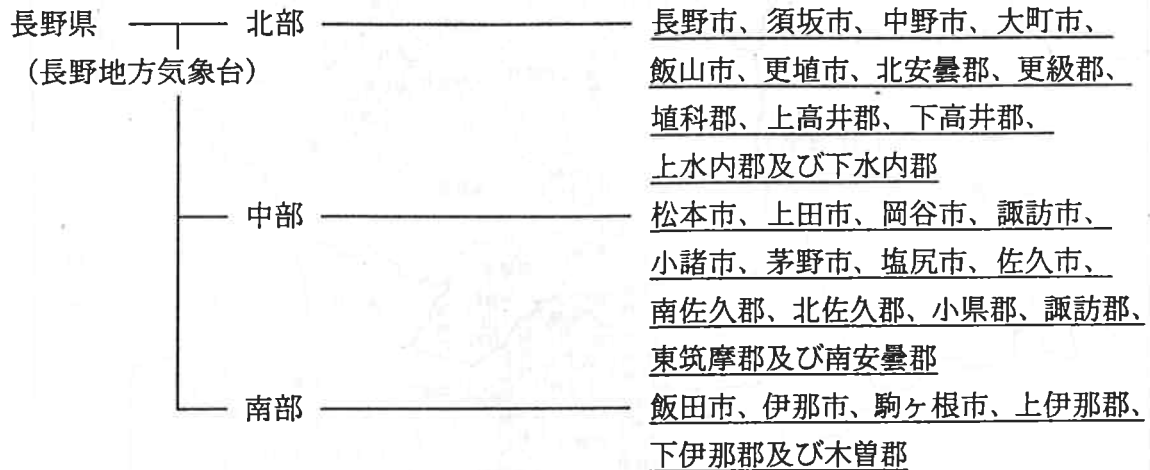 長野県 北部 長野市、須坂市、中野市、大町市、
(長野地方気象台) 飯山市、更埴市、北安曇郡、更級郡、
埴科郡、上高井郡、下高井郡、
上水内郡及び下水内郡
中部 松本市、上田市、岡谷市、諏訪市、
小諸市、茅野市、塩尻市、佐久市、
南佐久郡、北佐久郡、小県郡、諏訪郡、
東筑摩郡及び南安曇郡
南部 飯田市、伊那市、駒ヶ根市、上伊那郡、
下伊那郡及び木曽郡